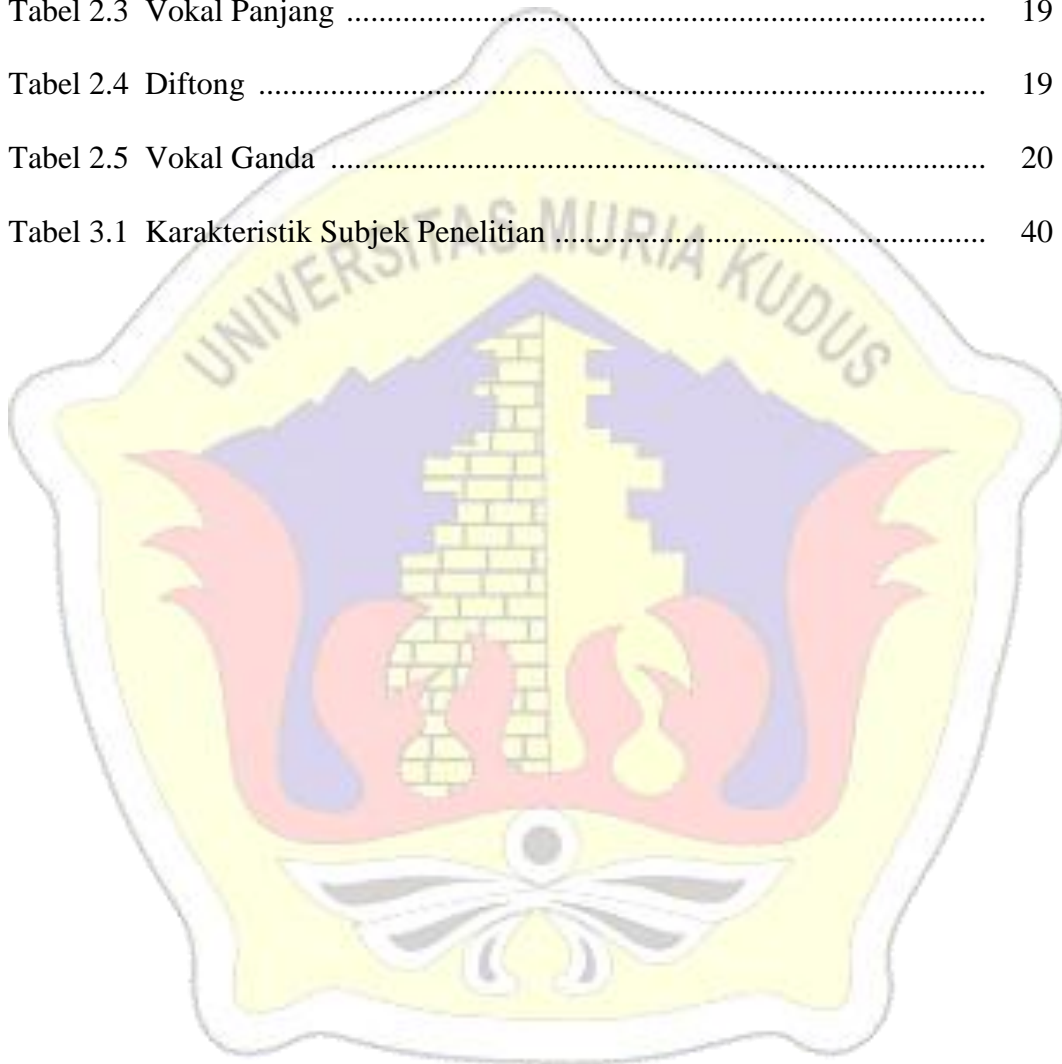 Tabel 2.3 Vokal Panjang ................................................................................ 19
Tabel 2.4 Diftong ........................................................................................... 19
Tabel 2.5 Vokal Ganda .................................................................................. 20
UNIVERSITAS MURIA KUDUS
Tabel 3.1 Karakteristik Subjek Penelitian ...................................................... 40